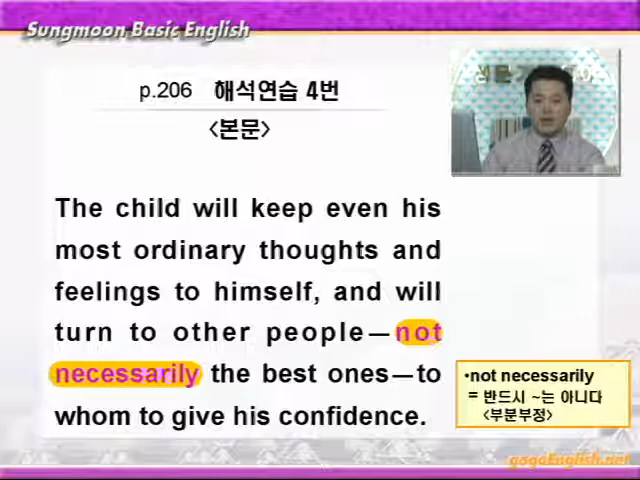 Sungmoon Basic English
p.206 해석연습 4번
<본문>
The child will keep even his
most ordinary thoughts and
feelings to himself, and will
turn to other people—not
necessarily the best ones—to
whom to give his confidence.
•not necessarily
= 반드시 ~는 아니다
<부분부정>
gogoEnglish.net